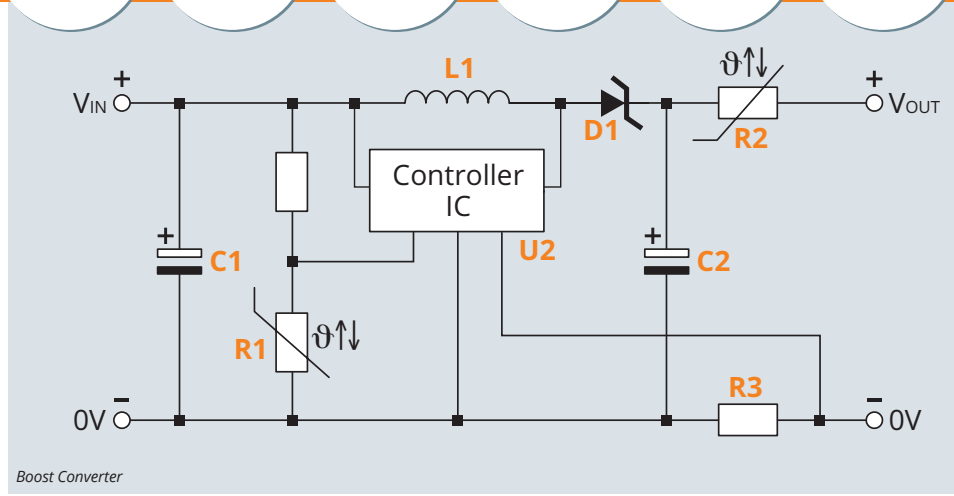 L1
ϑ↑↓
+
VIN
+
VOUT
D1
R2
Controller
IC
U2
+
C1
+
C2
R1
ϑ↑↓
R3
−
0V
−
0V
Boost Converter